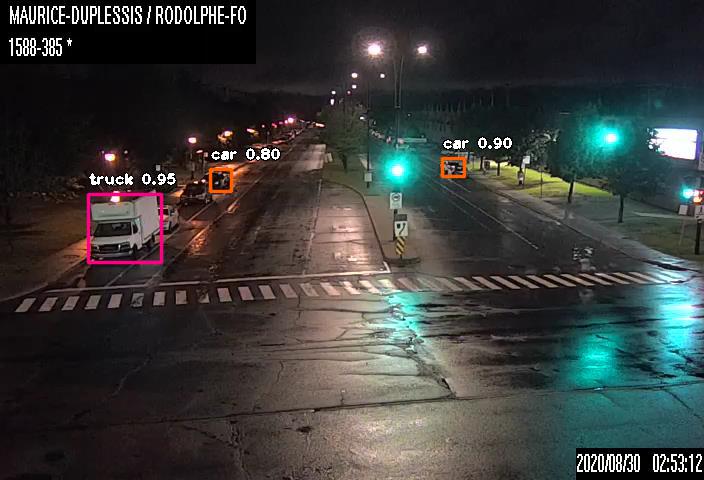 MAURICE-DUPLESSIS / RODOLPHE-FO
1588-385 *
car 0.80
car 0.90
truck 0.95
2020/08/30 02:53:12